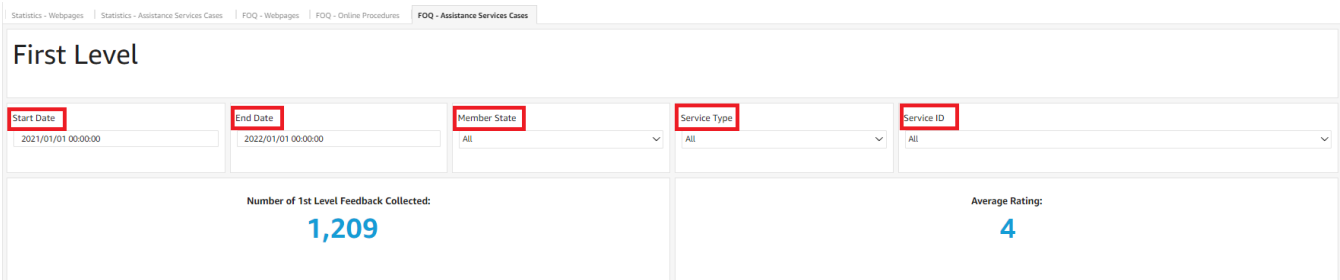 Statistics - Webpages Statistics - Assistance Services Cases FOQ - Webpages FOQ - Online Procedures FOQ - Assistance Services Cases
First Level
Start Date End Date Member State Service Type Service ID
2021/01/01 00:00:00 2022/01/01 00:00:00 All All All
Number of 1st Level Feedback Collected: Average Rating:
1,209 4